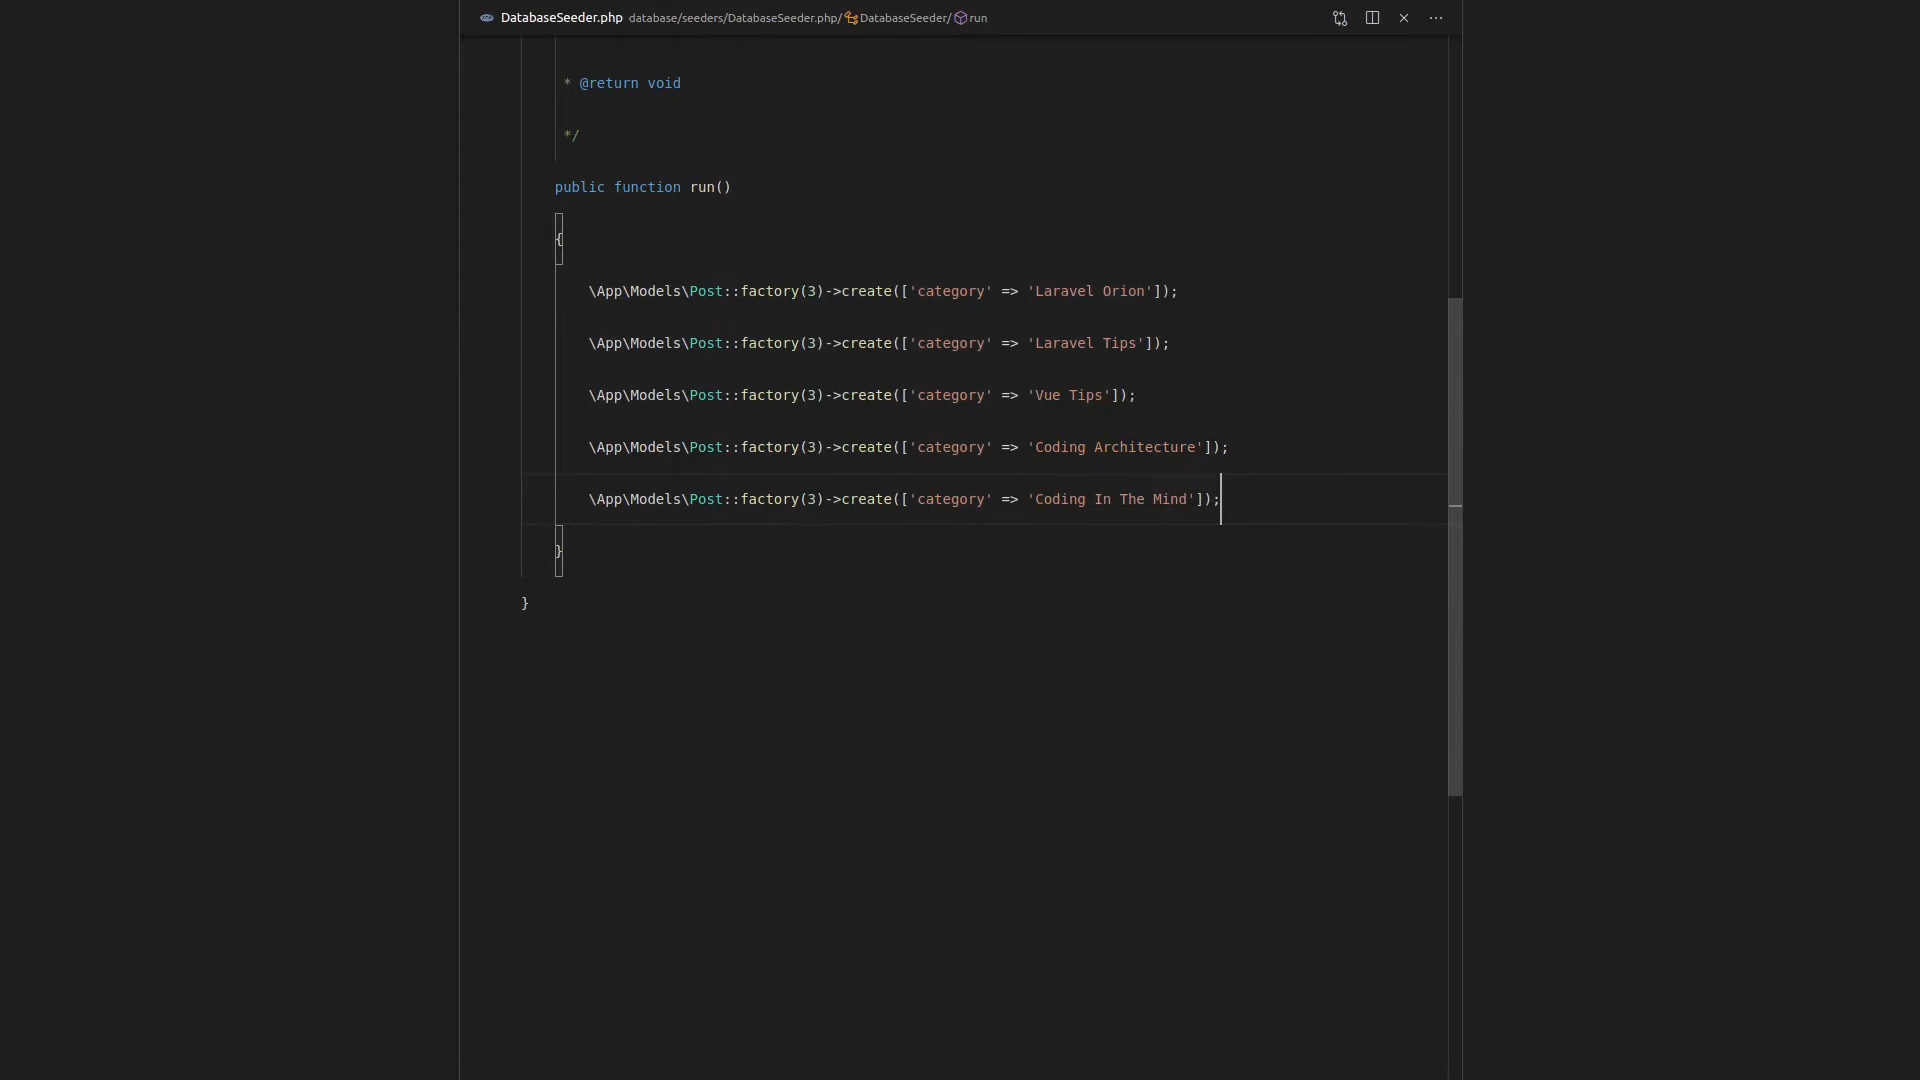 DatabaseSeeder.php database/seeders/DatabaseSeeder.php/ DatabaseSeeder/ run
* @return void
*/
public function run()
{
\App\Models\Post::factory(3)->create(['category' => 'Laravel Orion']);
\App\Models\Post::factory(3)->create(['category' => 'Laravel Tips']);
\App\Models\Post::factory(3)->create(['category' => 'Vue Tips']);
\App\Models\Post::factory(3)->create(['category' => 'Coding Architecture']);
\App\Models\Post::factory(3)->create(['category' => 'Coding In The Mind']);
}
}